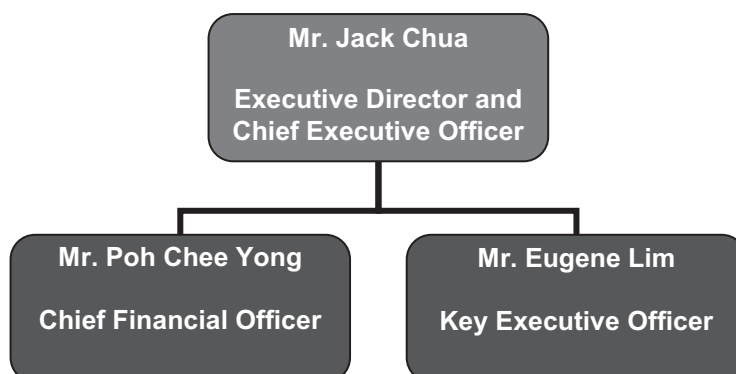 Mr. Jack Chua
Executive Director and
Chief Executive Officer
Mr. Poh Chee Yong
Chief Financial Officer
Mr. Eugene Lim
Key Executive Officer